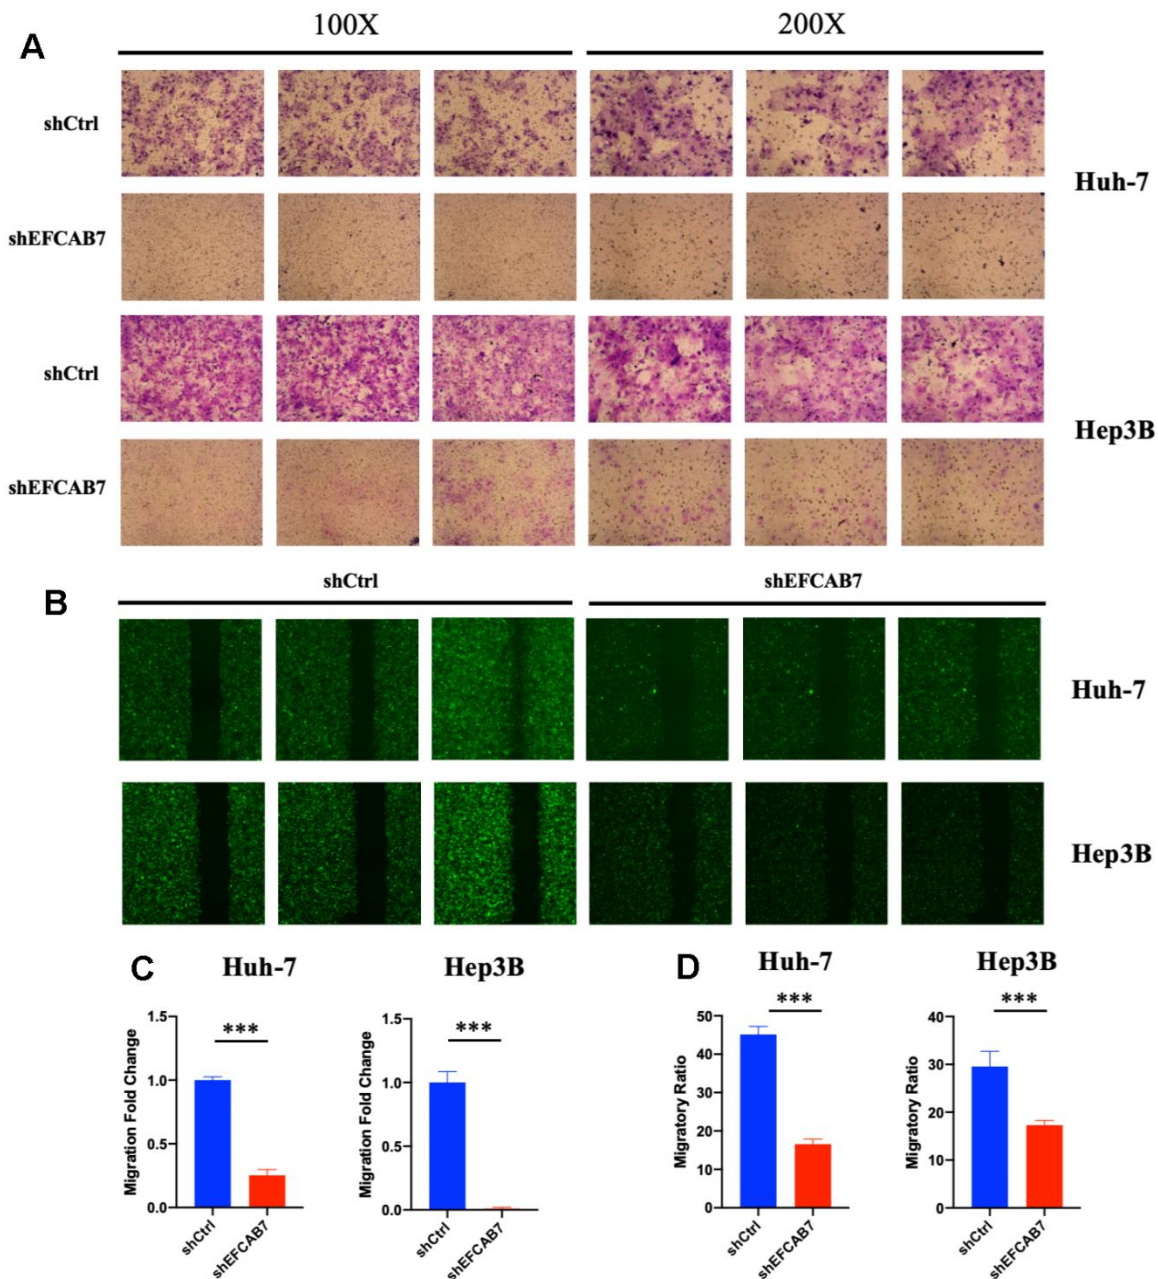 100X 200X
A
shCtrl
Huh-7
shEFCAB7
shCtrl
Hep3B
shEFCAB7
B shCtrl shEFCAB7
Huh-7
Hep3B
C Huh-7 Hep3B
Migration Fold Change
1.5
1.0
0.5
0.0
***
shCtrl
shEFCAB7
Migration Fold Change
1.5
1.0
0.5
0.0
***
shCtrl
shEFCAB7
D Huh-7 Hep3B
Migratory Ratio
50
40
30
20
10
0
***
shCtrl
shEFCAB7
Migratory Ratio
40
30
20
10
0
***
shCtrl
shEFCAB7